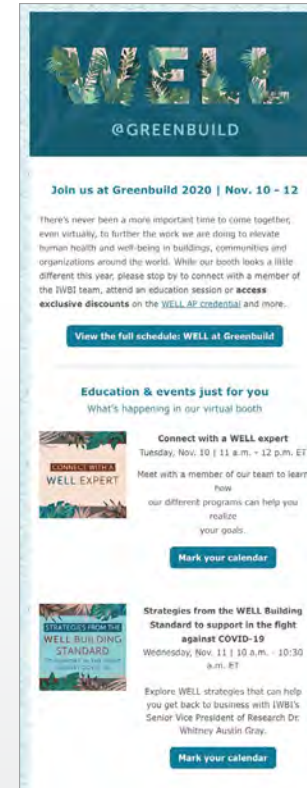 WELL
@GREENBUILD
Join us at Greenbuild 2020 | Nov. 10 - 12
There's never been a more important time to come together,
even virtually, to further the work we are doing to elevate
human health and well-being in buildings, communities and
organizations around the world. While our booth looks a little
different this year, please stop by to connect with a member of
the IWBI team, attend an education session or access
exclusive discounts on the WELL AP credential and more.
View the full schedule: WELL at Greenbuild
Education & events just for you
What's happening in our virtual booth
CONNECT WITH A
WELL EXPERT
Connect with a WELL expert
Tuesday, Nov. 10 | 11 a.m. - 12 p.m. ET
Meet with a member of our team to learn
how
our different programs can help you
realize
your goals.
Mark your calendar
STRATEGIES FROM THE
WELL BUILDING
STANDARD
TO SUPPORT IN THE FIGHT
AGAINST COVID-19
Strategies from the WELL Building
Standard to support in the fight
against COVID-19
Wednesday, Nov. 11 | 10 a.m. - 10:30
a.m. ET
Explore WELL strategies that can help
you get back to business with IWBI's
Senior Vice President of Research Dr.
Whitney Austin Gray.
Mark your calendar